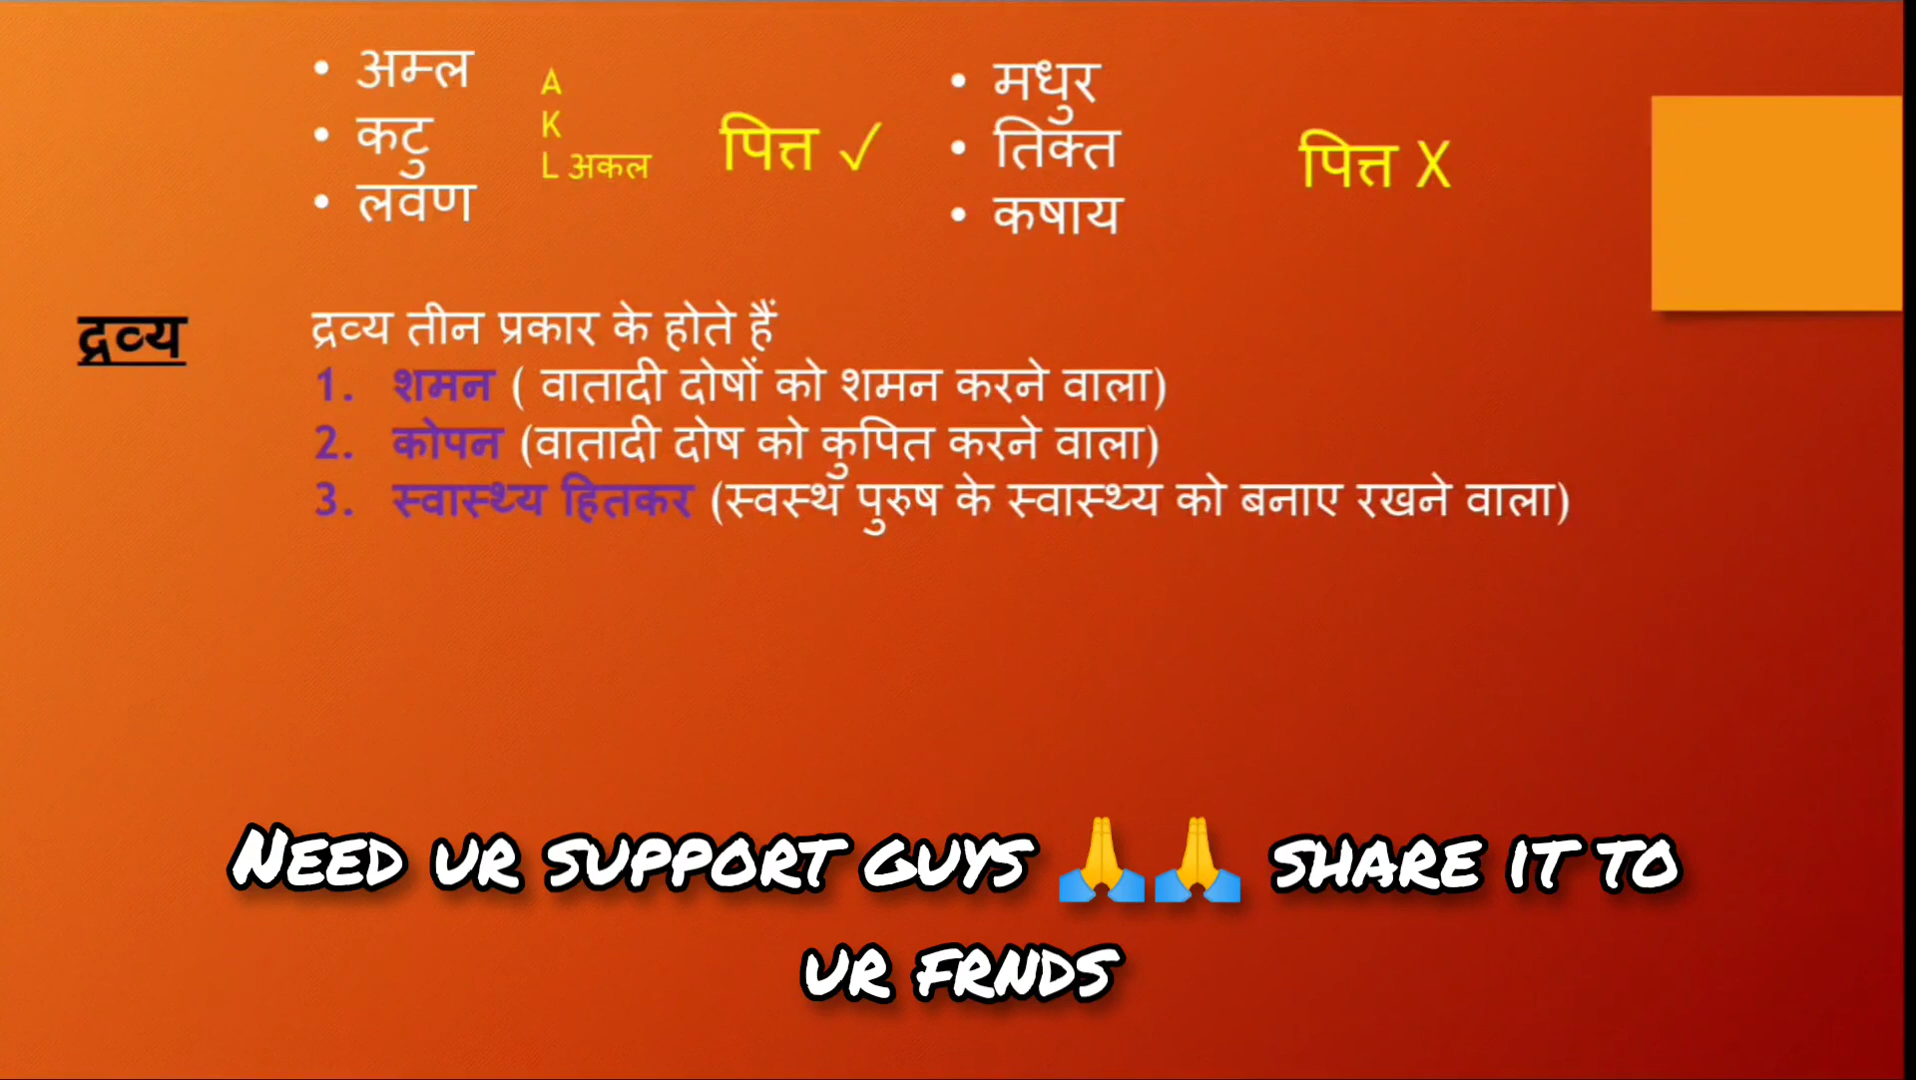 • अम्ल
• कटु
• लवण
A
K
L अकल
पित्त ✓
• मधुर
• तिक्त
• कषाय
पित्त X
द्रव्य
द्रव्य तीन प्रकार के होते हैं
1. शमन ( वातादी दोषों को शमन करने वाला)
2. कोपन (वातादी दोष को कुपित करने वाला)
3. स्वास्थ्य हितकर (स्वस्थ पुरुष के स्वास्थ्य को बनाए रखने वाला)
NEED UR SUPPORT GUYS 🙏🙏 SHARE IT TO
UR FRNDS